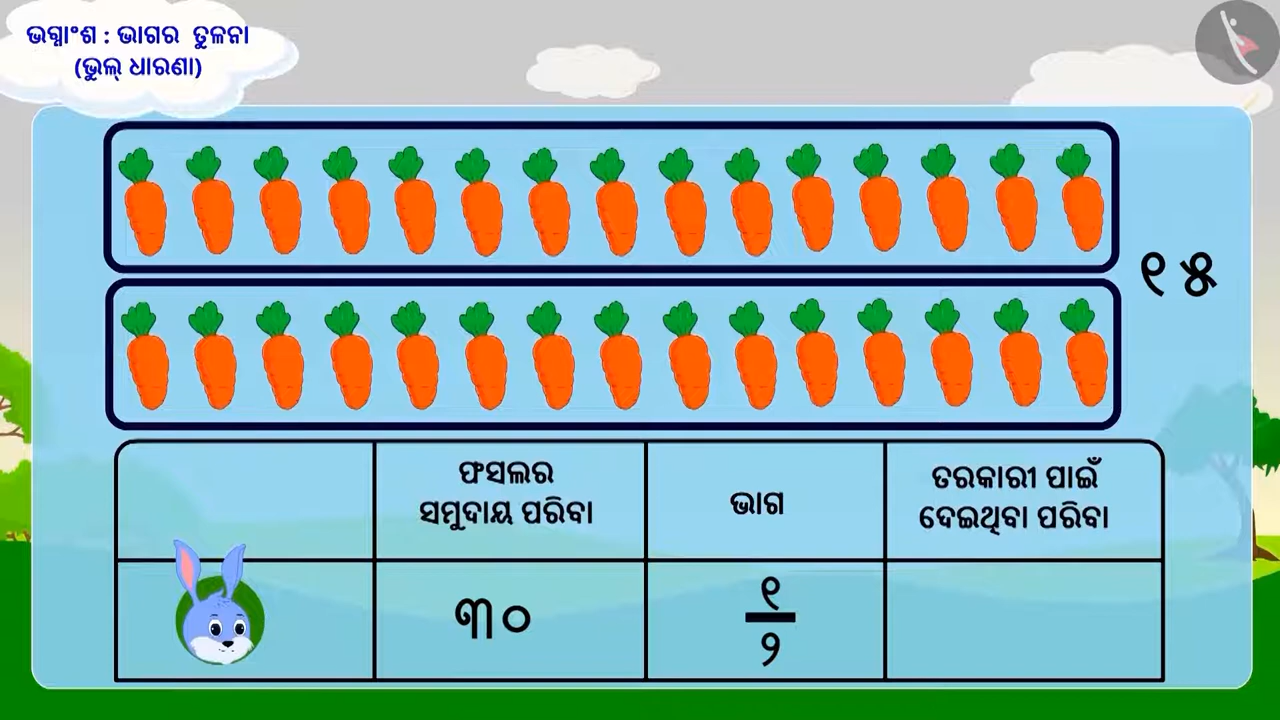 ଭଗ୍ନାଂଶ : ଭାଗର ତୁଳନା
(ଭୁଲ୍ ଧାରଣା)
୧୫
ଫସଲର
ସମୁଦାୟ ପରିବା
ଭାଗ
ତରକାରୀ ପାଇଁ
ଦେଇଥିବା ପରିବା
୩୦
୧
୨